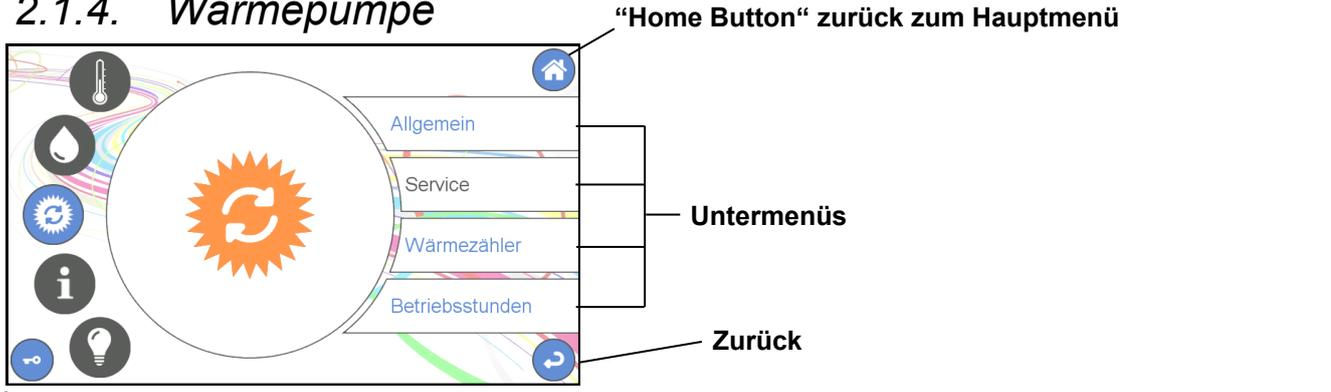 2.1.4. Wärmepumpe
“Home Button“ zurück zum Hauptmenü
Allgemein
Service
Wärmezähler
Betriebsstunden
Untermenüs
Zurück